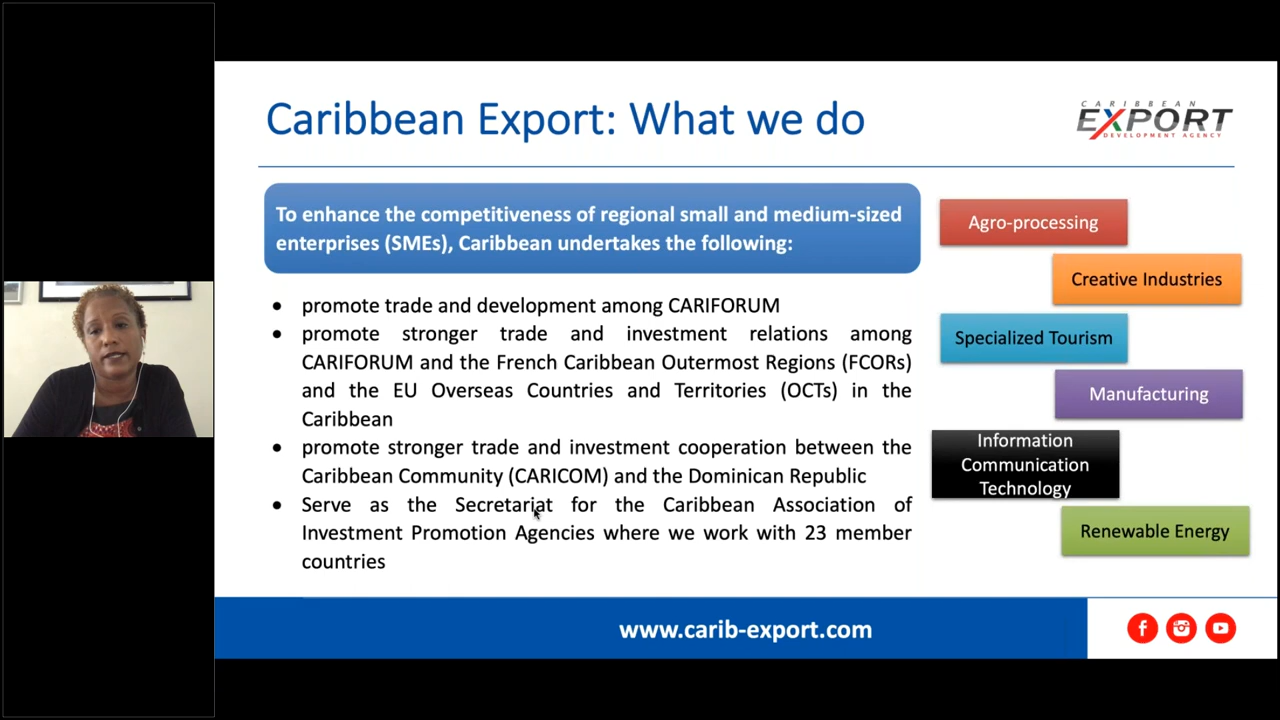 Caribbean Export: What we do
CARIBBEAN
EXPORT
DEVELOPMENT AGENCY
To enhance the competitiveness of regional small and medium-sized
enterprises (SMEs), Caribbean undertakes the following:
• promote trade and development among CARIFORUM
• promote stronger trade and investment relations among
CARIFORUM and the French Caribbean Outermost Regions (FCORs)
and the EU Overseas Countries and Territories (OCTs) in the
Caribbean
• promote stronger trade and investment cooperation between the
Caribbean Community (CARICOM) and the Dominican Republic
• Serve as the Secretariat for the Caribbean Association of
Investment Promotion Agencies where we work with 23 member
countries
Agro-processing
Creative Industries
Specialized Tourism
Manufacturing
Information
Communication
Technology
Renewable Energy
www.carib-export.com